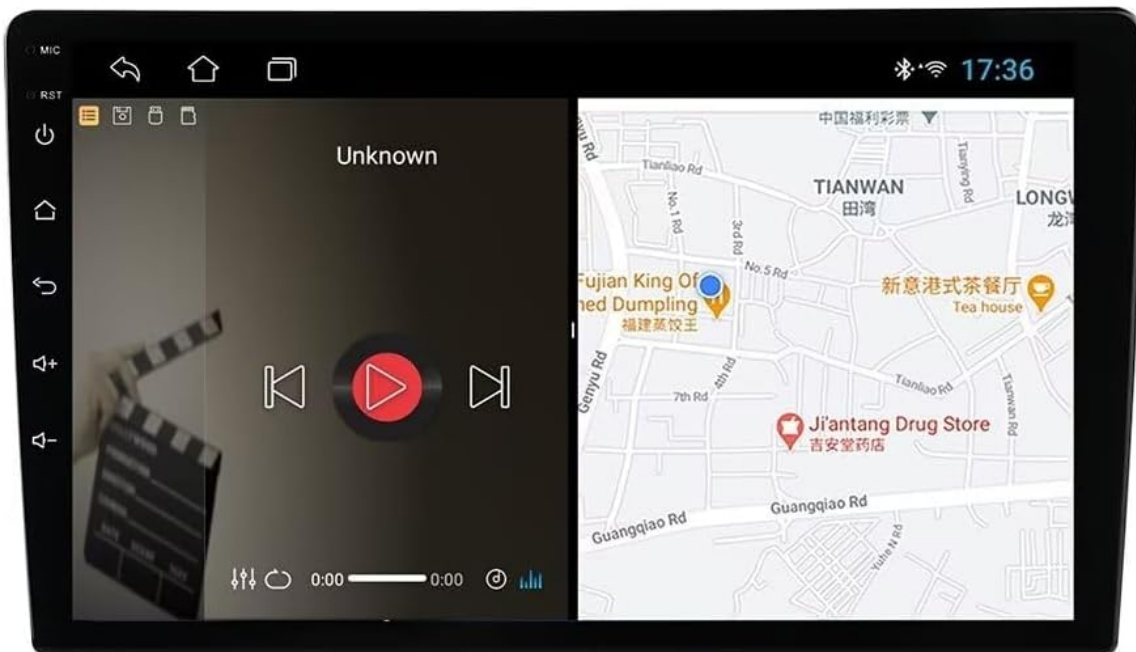 MIC
RST
17:36
Unknown
0:00
0:00
中国福利彩票
Genyu Rd
Tianliao Rd
Tianying Rd
TIANWAN
田湾
No.1 Rd
3rd Rd
No.5 Rd
Fujian King Of
Dumpling
福建蒸饺王
新意港式茶餐厅
Tea house
7th Rd
4th Rd
Tianliao Rd
Tianwan Rd
Ji'antang Drug Store
吉安堂药店
Guangqiao Rd
Guangqiao Rd
Yuhe N Rd